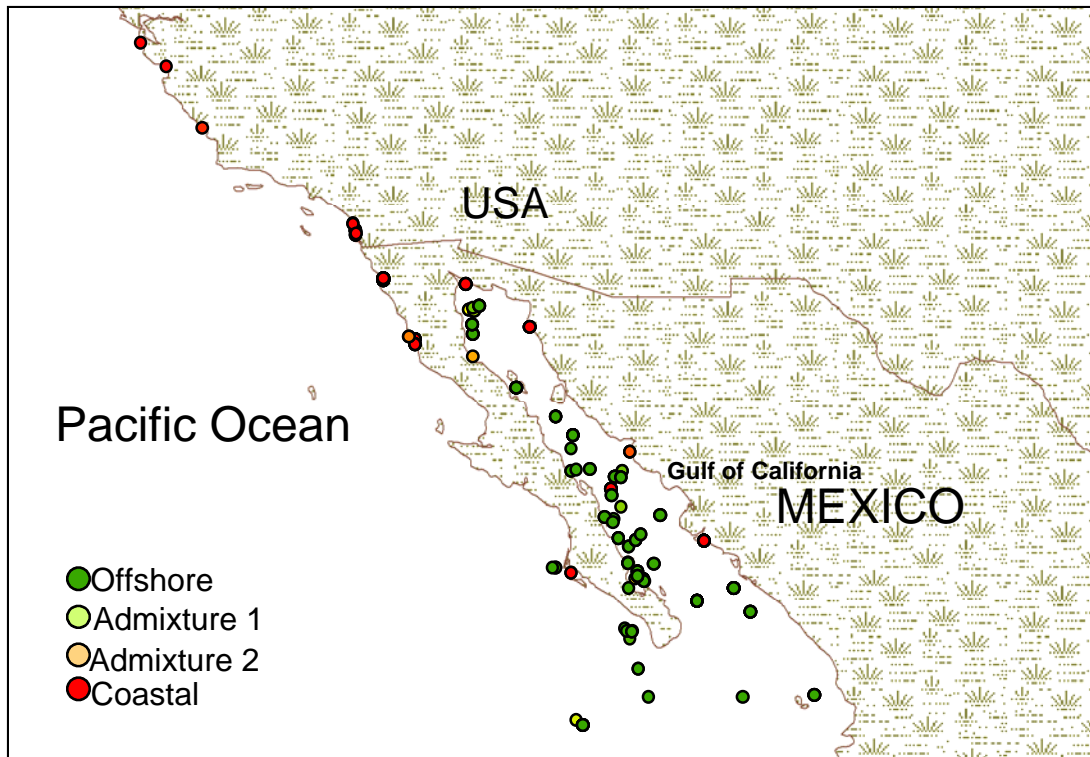 USA
Pacific Ocean
Gulf of California
MEXICO
Offshore
Admixture 1
Admixture 2
Coastal